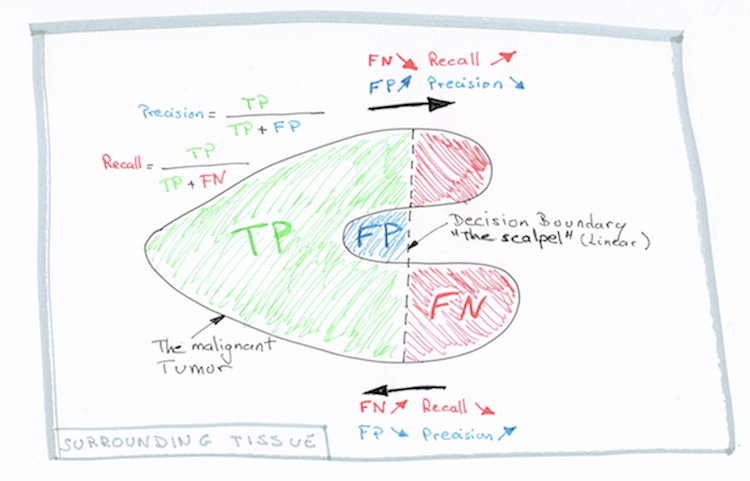 FN ↘ Recall ↗
FP ↗ Precision ↘
Precision = TP / TP + FP
Recall = TP / TP + FN
TP
FP
Decision Boundary
"the scalpel" (Linear)
FN
The malignant
Tumor
FN ↗ Recall ↘
FP ↘ Precision ↗
SURROUNDING TISSUE